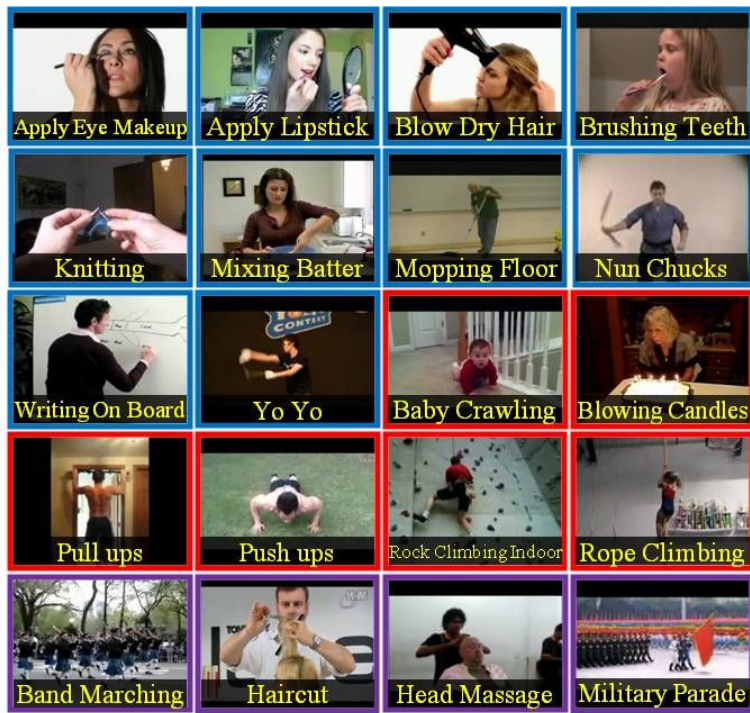 Apply Eye Makeup
Apply Lipstick
Blow Dry Hair
Brushing Teeth
Knitting
Mixing Batter
Mopping Floor
Nun Chucks
CONTEST
Writing On Board
Yo Yo
Baby Crawling
Blowing Candles
Pull ups
Push ups
Rock Climbing Indoor
Rope Climbing
Band Marching
Haircut
Head Massage
Military Parade